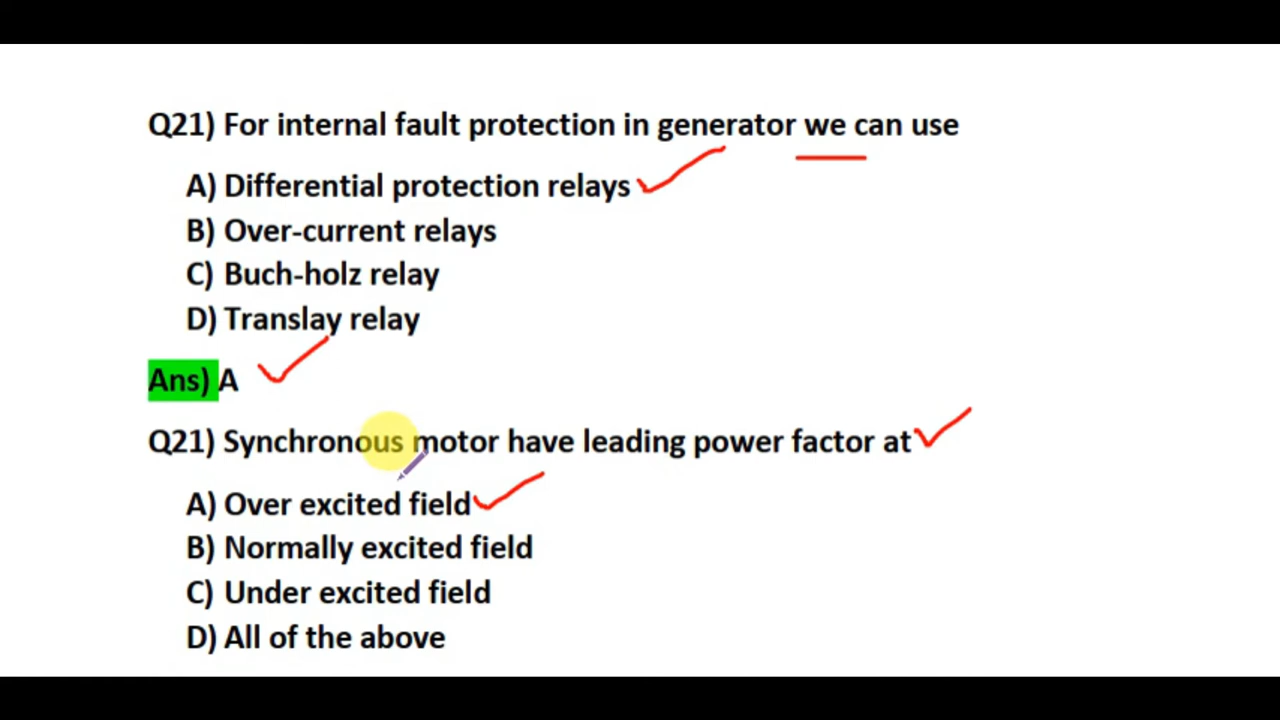 Q21) For internal fault protection in generator we can use
A) Differential protection relays
B) Over-current relays
C) Buch-holz relay
D) Translay relay
Ans) A
Q21) Synchronous motor have leading power factor at
A) Over excited field
B) Normally excited field
C) Under excited field
D) All of the above